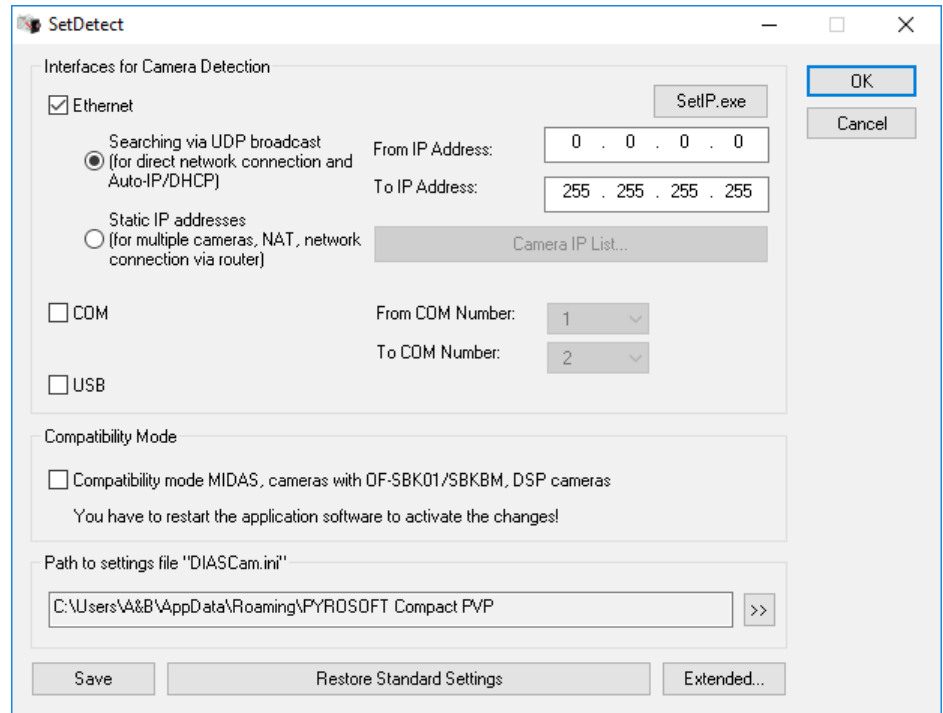 SetDetect
Interfaces for Camera Detection
OK
Ethernet
SetIP.exe
Cancel
Searching via UDP broadcast
(for direct network connection and
Auto-IP/DHCP)
From IP Address:
0 . 0 . 0 . 0
To IP Address:
255 . 255 . 255 . 255
Static IP addresses
(for multiple cameras, NAT, network
connection via router)
Camera IP List...
COM
From COM Number:
1
To COM Number:
2
USB
Compatibility Mode
Compatibility mode MIDAS, cameras with OF-SBK01/SBKBM, DSP cameras
You have to restart the application software to activate the changes!
Path to settings file "DIASCam.ini"
C:\Users\A&B\AppData\Roaming\PYROSOFT Compact PVP
>>
Save
Restore Standard Settings
Extended...